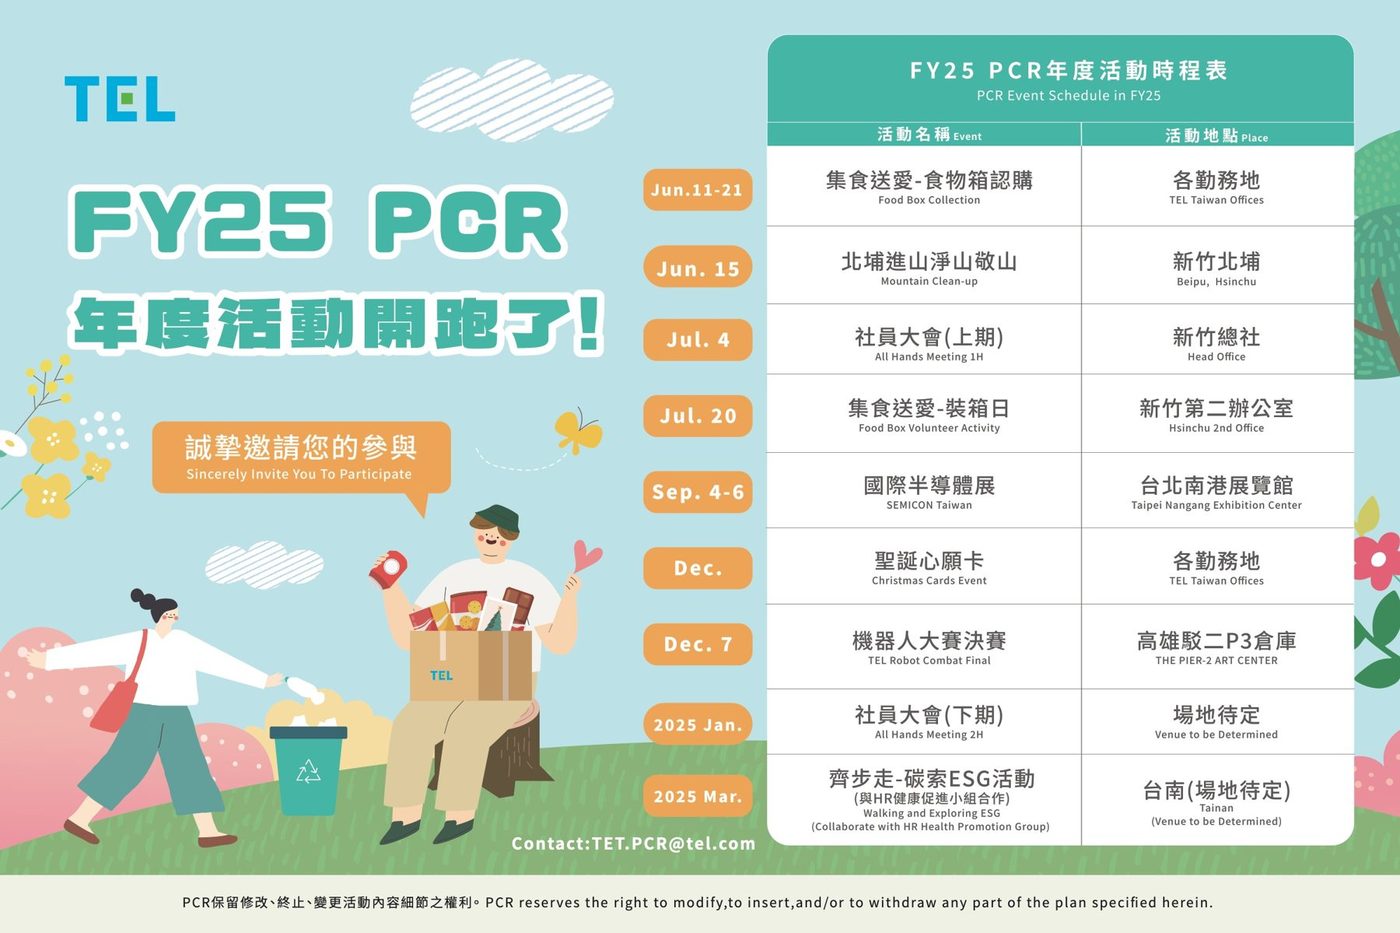 TEL
FY25 PCR
年度活動開跑了!
誠摯邀請您的參與
Sincerely Invite You To Participate
TEL
FY25 PCR年度活動時程表
PCR Event Schedule in FY25
活動名稱 Event
活動地點 Place
Jun.11-21
集食送愛-食物箱認購
Food Box Collection
各勤務地
TEL Taiwan Offices
Jun. 15
北埔進山淨山敬山
Mountain Clean-up
新竹北埔
Beipu, Hsinchu
Jul. 4
社員大會(上期)
All Hands Meeting 1H
新竹總社
Head Office
Jul. 20
集食送愛-裝箱日
Food Box Volunteer Activity
新竹第二辦公室
Hsinchu 2nd Office
Sep. 4-6
國際半導體展
SEMICON Taiwan
台北南港展覽館
Taipei Nangang Exhibition Center
Dec.
聖誕心願卡
Christmas Cards Event
各勤務地
TEL Taiwan Offices
Dec. 7
機器人大賽決賽
TEL Robot Combat Final
高雄駁二P3倉庫
THE PIER-2 ART CENTER
2025 Jan.
社員大會(下期)
All Hands Meeting 2H
場地待定
Venue to be Determined
2025 Mar.
齊步走-碳索ESG活動
(與HR健康促進小組合作)
Walking and Exploring ESG
(Collaborate with HR Health Promotion Group)
台南(場地待定)
Tainan
(Venue to be Determined)
Contact:TET.PCR@tel.com
PCR保留修改、終止、變更活動內容細節之權利。PCR reserves the right to modify,to insert,and/or to withdraw any part of the plan specified herein.